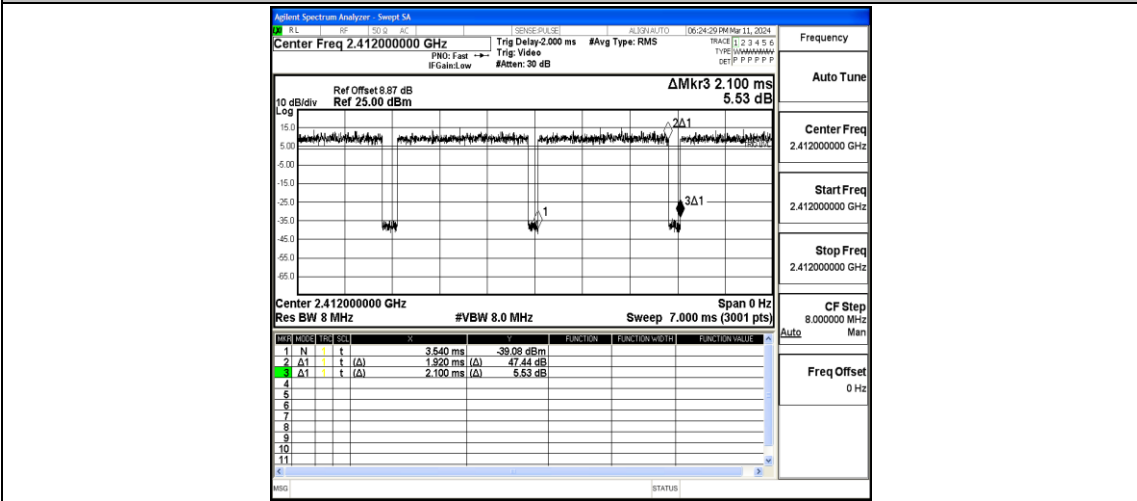 Agilent Spectrum Analyzer - Swept SA
RL RF 50 Ω AC SENSE:PULSE ALIGN AUTO 06:24:29 PM Mar 11, 2024
Center Freq 2.412000000 GHz
PNO: Fast
IFGain:Low
Trig Delay-2.000 ms
Trig: Video
#Atten: 30 dB
#Avg Type: RMS
TRACE 1 2 3 4 5 6
TYPE
DET P P P P P P
ΔMkr3 2.100 ms
5.53 dB
Ref Offset 8.87 dB
10 dB/div Ref 25.00 dBm
Log
15.0
5.00
-5.00
-15.0
-25.0
-35.0
-45.0
-55.0
-65.0
2Δ1
1
3Δ1
Center 2.412000000 GHz Span 0 Hz
Res BW 8 MHz #VBW 8.0 MHz Sweep 7.000 ms (3001 pts)
MKR MODE TRC SCL X Y FUNCTION FUNCTION WIDTH FUNCTION VALUE
1 N 1 t 3.540 ms -39.08 dBm
2 Δ1 1 t (Δ) 1.920 ms (Δ) 47.44 dB
3 Δ1 1 t (Δ) 2.100 ms (Δ) 5.53 dB
4
5
6
7
8
9
10
11
MSG STATUS
Frequency
Auto Tune
Center Freq
2.412000000 GHz
Start Freq
2.412000000 GHz
Stop Freq
2.412000000 GHz
CF Step
8.000000 MHz
Auto Man
Freq Offset
0 Hz